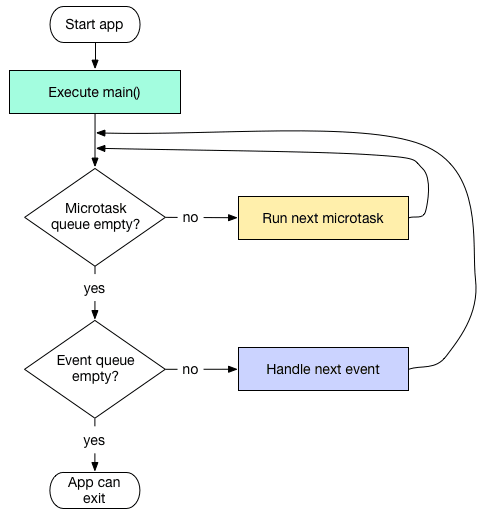 Start app
Execute main()
Microtask
queue empty?
no
Run next microtask
yes
Event queue
empty?
no
Handle next event
yes
App can
exit